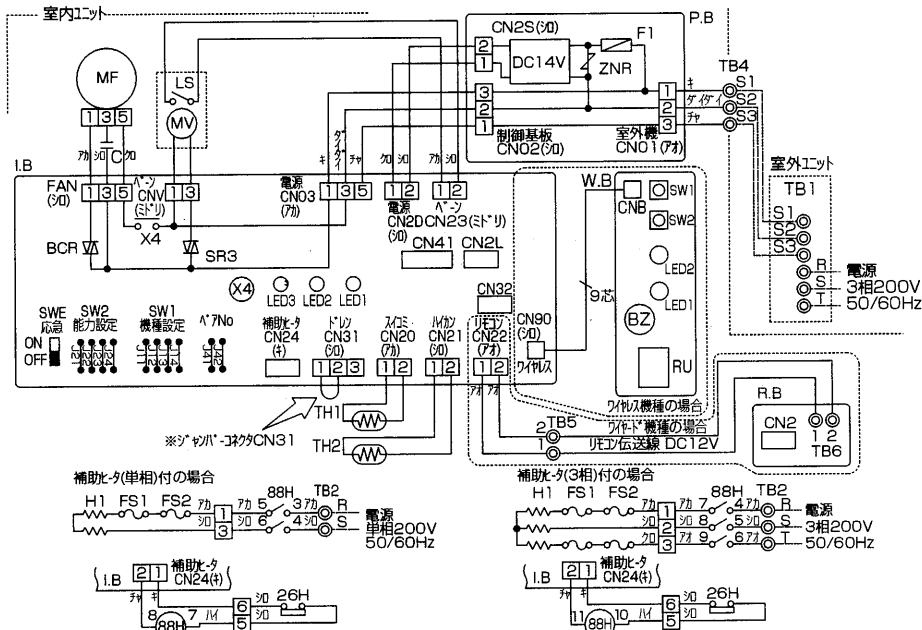 室内ユニット
P.B
CN2S(シロ)
F1
2
1
DC14V
ZNR
TB4
MF
LS
MV
1 3 5
アカ シロ C クロ
3
2
1
制御基板
CN02(シロ)
室外機
CN01(アオ)
1
2
3
キ
ダイダイ
チャ
S1
S2
S3
I.B
FAN
(シロ)
1 3 5
ベーン
CNV
(ミドリ)
1 3
X4
BCR
SR3
キ ダイダイ チャ
電源
CN03
(アカ)
1 3 5
クロ シロ
1 2
電源
CN2D
(シロ)
アカ シロ
1 2
ベーン
CN23(ミドリ)
CN41
CN2L
CN32
W.B
CNB
SW1
SW2
LED2
LED1
BZ
RU
9芯
CN90
(シロ)
ワイヤレス
ワイヤレス機種の場合
室外ユニット
TB1
S1
S2
S3
R
S
T
電源
3相200V
50/60Hz
X4
LED3 LED2 LED1
SWE
応急
ON
OFF
SW2
能力設定
J21 J22 J23 J24
SW1
機種設定
J11 J12 J13 J14
ペアNo
J41 J42
補助ヒータ
CN24
(キ)
ドレン
CN31
(シロ)
1 2 3
スイコミ
CN20
(アカ)
1 2
ハイカン
CN21
(シロ)
1 2
リモコン
CN22
(アオ)
1 2
アオ アオ
※ジャンパーコネクタCN31
TH1
TH2
2 TB5
1
ワイヤード機種の場合
リモコン伝送線 DC12V
R.B
CN2
1 2
TB6
補助ヒータ(単相)付の場合
H1 FS1 FS2 アカ 1 アカ 5 88H 3 アカ TB2 R
シロ 3 シロ 6 4 シロ S
電源
単相200V
50/60Hz
I.B
2 1
補助ヒータ
CN24(キ)
チャ キ
8 88H 7 ハイ
6 シロ 26H
5 シロ
補助ヒータ(3相)付の場合
H1 FS1 FS2 アカ 1 アカ 7 88H 4 アカ TB2 R
シロ 2 シロ 8 5 シロ S
クロ 3 アオ 9 6 アオ T
電源
3相200V
50/60Hz
I.B
2 1
補助ヒータ
CN24(キ)
チャ キ
11 88H 10 ハイ
6 シロ 26H
5 シロ